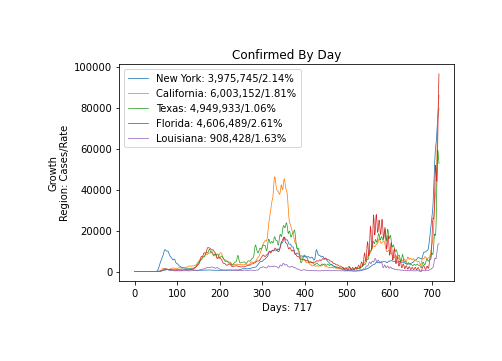 Confirmed By Day
100000
80000
60000
40000
20000
0
Growth
Region: Cases/Rate
New York: 3,975,745/2.14%
California: 6,003,152/1.81%
Texas: 4,949,933/1.06%
Florida: 4,606,489/2.61%
Louisiana: 908,428/1.63%
0 100 200 300 400 500 600 700
Days: 717